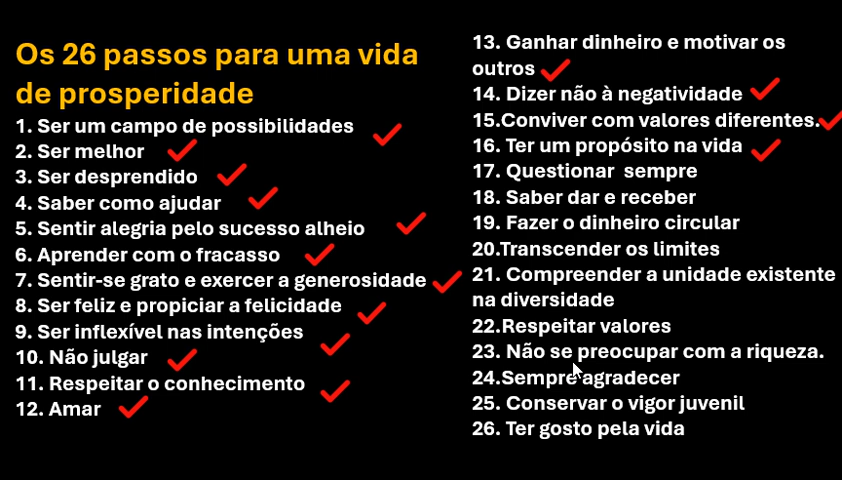 Os 26 passos para uma vida
de prosperidade
1. Ser um campo de possibilidades
2. Ser melhor
3. Ser desprendido
4. Saber como ajudar
5. Sentir alegria pelo sucesso alheio
6. Aprender com o fracasso
7. Sentir-se grato e exercer a generosidade
8. Ser feliz e propiciar a felicidade
9. Ser inflexível nas intenções
10. Não julgar
11. Respeitar o conhecimento
12. Amar
13. Ganhar dinheiro e motivar os
outros
14. Dizer não à negatividade
15.Conviver com valores diferentes.
16. Ter um propósito na vida
17. Questionar  sempre
18. Saber dar e receber
19. Fazer o dinheiro circular
20.Transcender os limites
21. Compreender a unidade existente
na diversidade
22.Respeitar valores
23. Não se preocupar com a riqueza.
24.Sempre agradecer
25. Conservar o vigor juvenil
26. Ter gosto pela vida